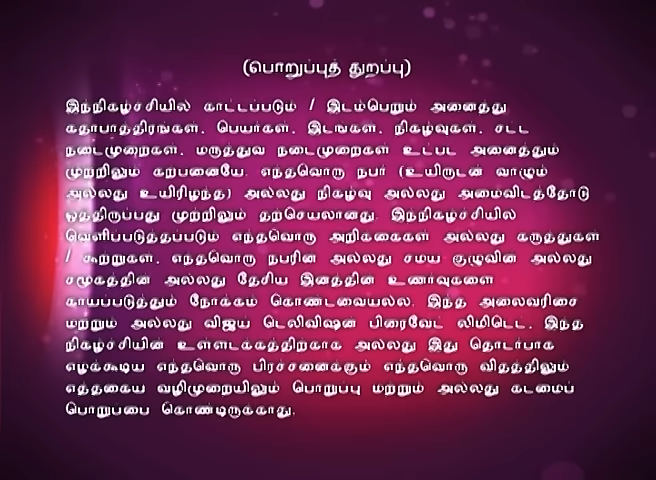 (பொறுப்புத் துறப்பு)
இந்நிகழ்ச்சியில் காட்டப்படும் / இடம்பெறும் அனைத்து
கதாபாத்திரங்கள், பெயர்கள், இடங்கள், நிகழ்வுகள், சட்ட
நடைமுறைகள், மருத்துவ நடைமுறைகள் உட்பட அனைத்தும்
முற்றிலும் கற்பனையே. எந்தவொரு நபர் (உயிருடன் வாழும்
அல்லது உயிரிழந்த) அல்லது நிகழ்வு அல்லது அமைவிடத்தோடு
ஒத்திருப்பது முற்றிலும் தற்செயலானது. இந்நிகழ்ச்சியில்
வெளிப்படுத்தப்படும் எந்தவொரு அறிக்கைகள் அல்லது கருத்துகள்
/ கூற்றுகள், எந்தவொரு நபரின் அல்லது சமய குழுவின் அல்லது
சமூகத்தின் அல்லது தேசிய இனத்தின் உணர்வுகளை
காயப்படுத்தும் நோக்கம் கொண்டவையல்ல. இந்த அலைவரிசை
மற்றும் அல்லது விஜய் டெலிவிஷன் பிரைவேட் லிமிடெட், இந்த
நிகழ்ச்சியின் உள்ளடக்கத்திற்காக அல்லது இது தொடர்பாக
எழக்கூடிய எந்தவொரு பிரச்சனைக்கும் எந்தவொரு விதத்திலும்
எத்தகைய வழிமுறையிலும் பொறுப்பு மற்றும் அல்லது கடமைப்
பொறுப்பை கொண்டிருக்காது.